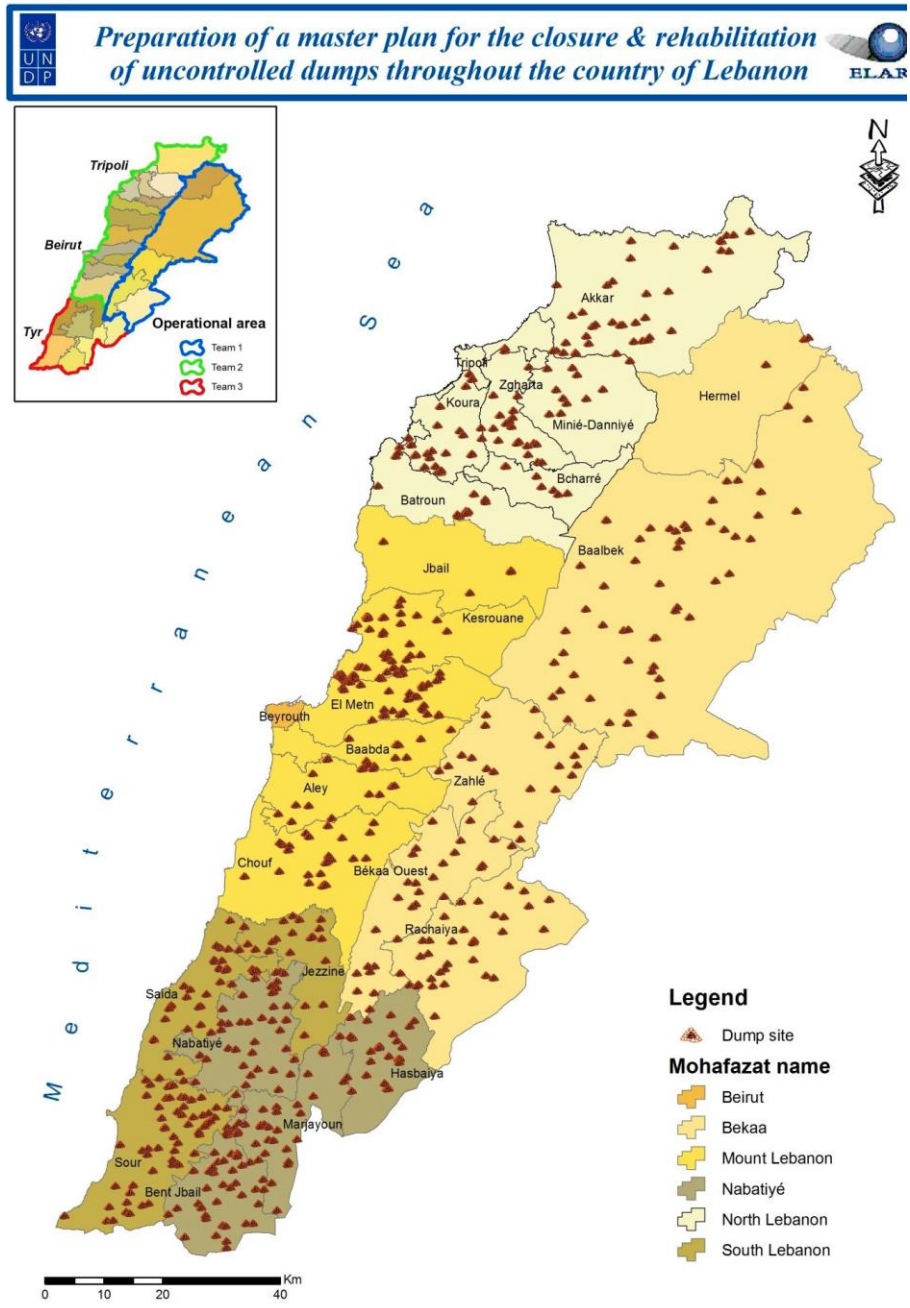 UN
DP
Preparation of a master plan for the closure & rehabilitation
of uncontrolled dumps throughout the country of Lebanon
ELARD
Tripoli
Beirut
Tyr
Operational area
Team 1
Team 2
Team 3
N
Mediterranean Sea
Akkar
Tripoli
Zgharta
Koura
Minié-Danniyé
Hermel
Bcharré
Batroun
Baalbek
Jbail
Kesrouane
El Metn
Beyrouth
Baabda
Aley
Zahlé
Chouf
Békaa Ouest
Rachaiya
Jezzine
Saida
Nabatiyé
Hasbaiya
Marjayoun
Sour
Bent Jbail
Legend
Dump site
Mohafazat name
Beirut
Bekaa
Mount Lebanon
Nabatiyé
North Lebanon
South Lebanon
Km
0 10 20 40